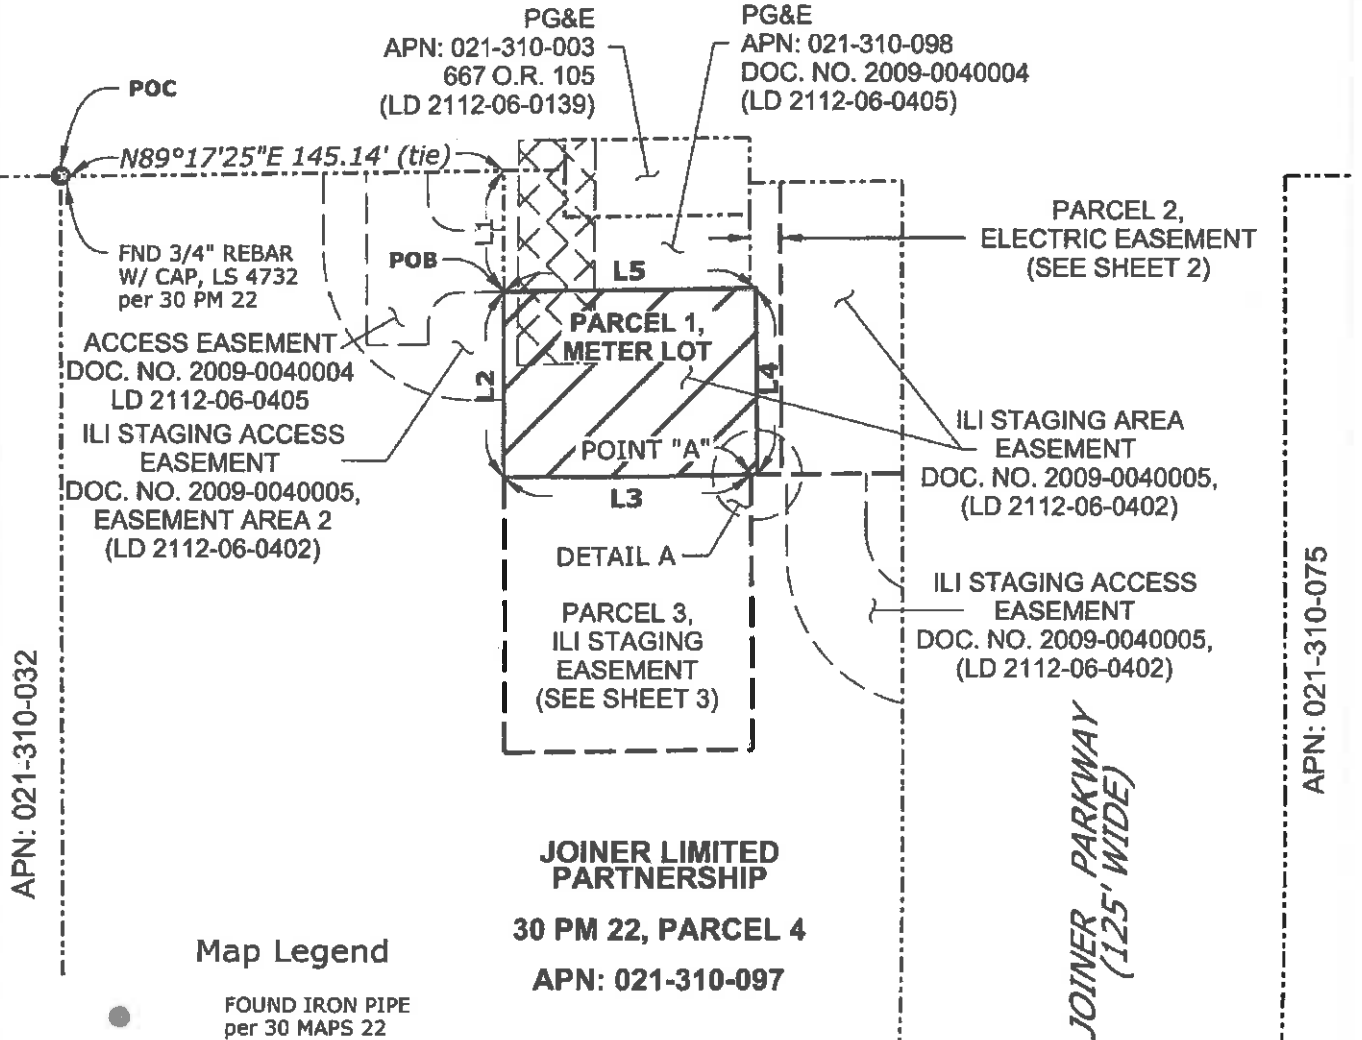 PG&E
APN: 021-310-003
667 O.R. 105
(LD 2112-06-0139)
PG&E
APN: 021-310-098
DOC. NO. 2009-0040004
(LD 2112-06-0405)
POC
N89°17'25"E 145.14' (tie)
FND 3/4" REBAR
W/ CAP, LS 4732
per 30 PM 22
L1
POB
L5
PARCEL 2,
ELECTRIC EASEMENT
(SEE SHEET 2)
ACCESS EASEMENT
DOC. NO. 2009-0040004
LD 2112-06-0405
PARCEL 1,
METER LOT
L2
L4
ILI STAGING ACCESS
EASEMENT
DOC. NO. 2009-0040005,
EASEMENT AREA 2
(LD 2112-06-0402)
POINT "A"
L3
ILI STAGING AREA
EASEMENT
DOC. NO. 2009-0040005,
(LD 2112-06-0402)
DETAIL A
PARCEL 3,
ILI STAGING
EASEMENT
(SEE SHEET 3)
ILI STAGING ACCESS
EASEMENT
DOC. NO. 2009-0040005,
(LD 2112-06-0402)
APN: 021-310-032
APN: 021-310-075
JOINER PARKWAY
(125' WIDE)
JOINER LIMITED
PARTNERSHIP
30 PM 22, PARCEL 4
APN: 021-310-097
Map Legend
FOUND IRON PIPE
per 30 MAPS 22